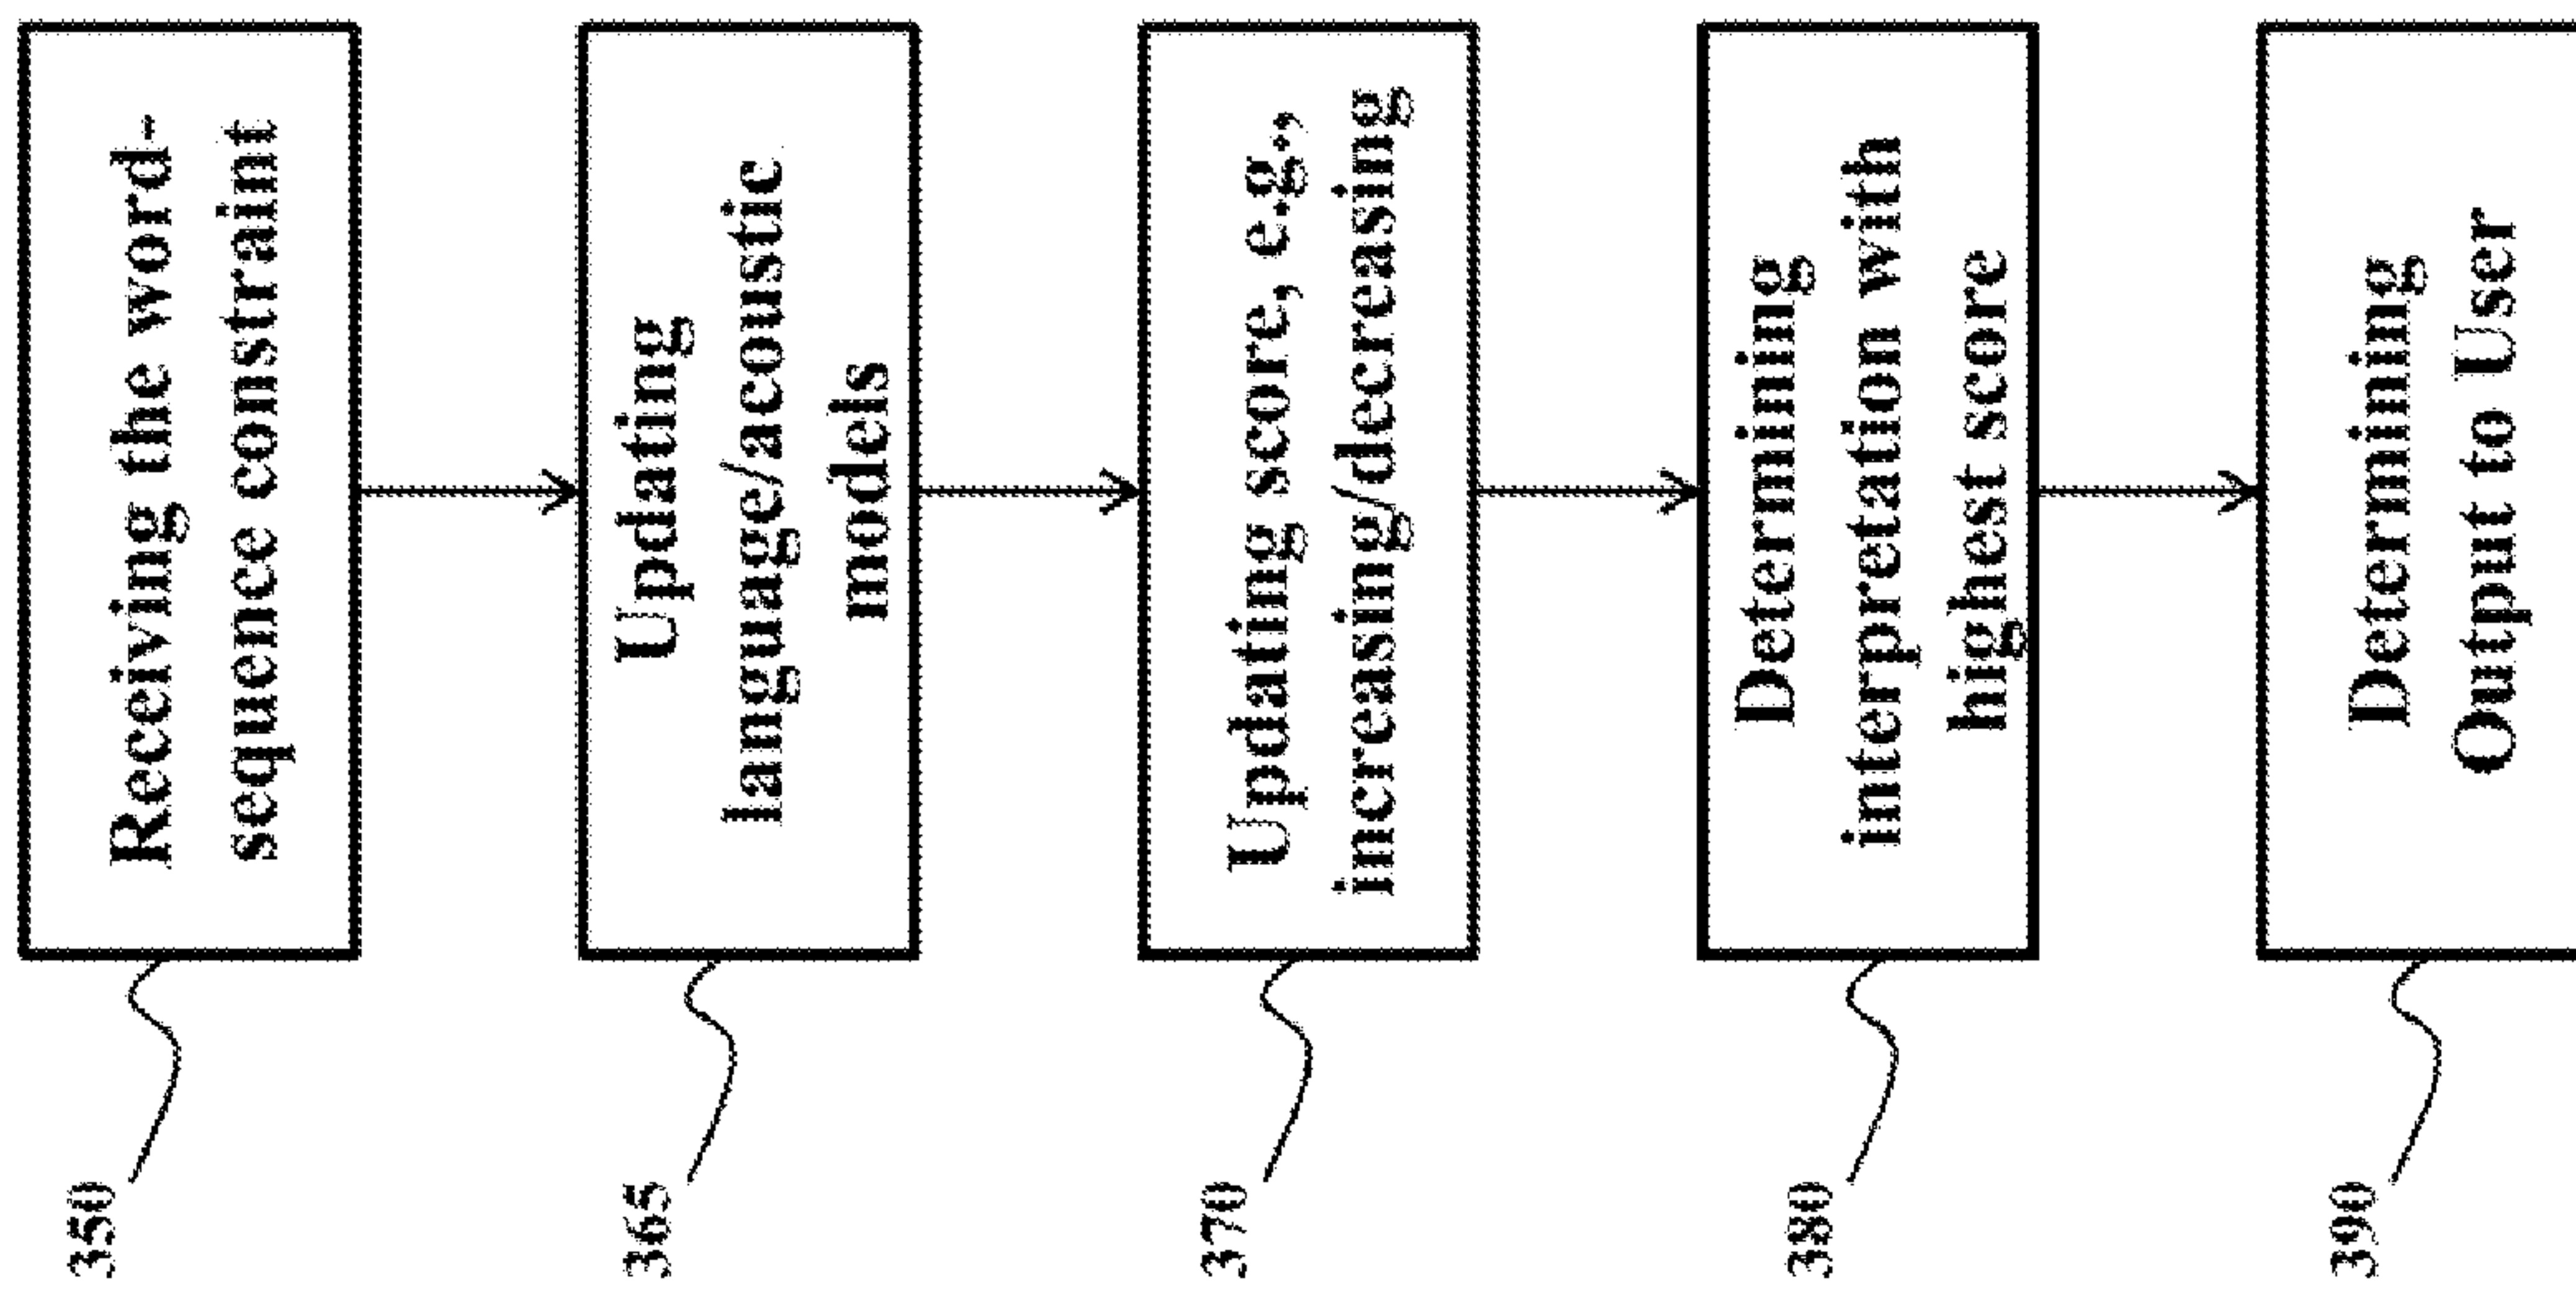 350
Receiving the word-
sequence constraint
365
Updating
language/acoustic
models
370
Updating score, e.g.,
increasing/decreasing
380
Determining
interpretation with
highest score
390
Determining
Output to User